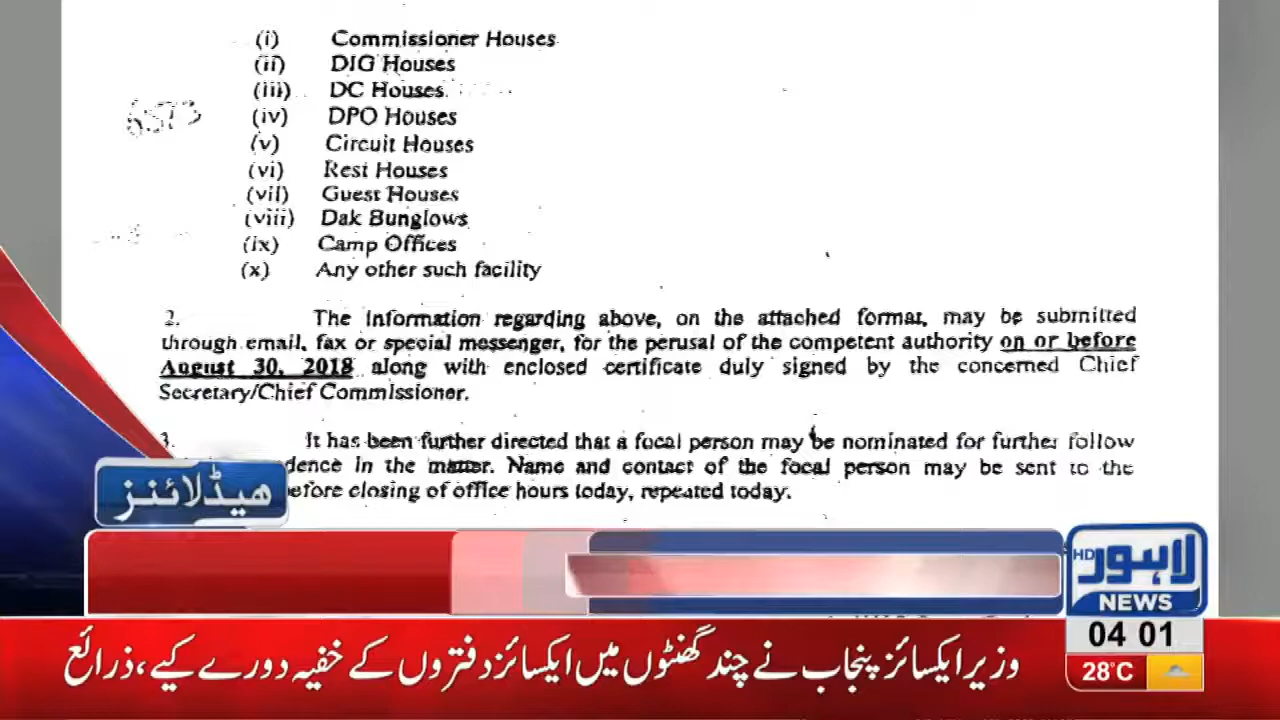 (i) Commissioner Houses
(ii) DIG Houses
(iii) DC Houses
(iv) DPO Houses
(v) Circuit Houses
(vi) Rest Houses
(vii) Guest Houses
(viii) Dak Bunglows
(ix) Camp Offices
(x) Any other such facility
2. The information regarding above, on the attached format, may be submitted
through email, fax or special messenger, for the perusal of the competent authority on or before
August 30, 2018 along with enclosed certificate duly signed by the concerned Chief
Secretary/Chief Commissioner.
3. It has been further directed that a focal person may be nominated for further follow
dence in the matter. Name and contact of the focal person may be sent to the
efore closing of office hours today, repeated today.
ہیڈلائنز
HD لاہور
NEWS
04 01
28°C
وزیر ایکسائز پنجاب نے چند گھنٹوں میں ایکسائز دفتروں کے خفیہ دورے کیے، ذرائع